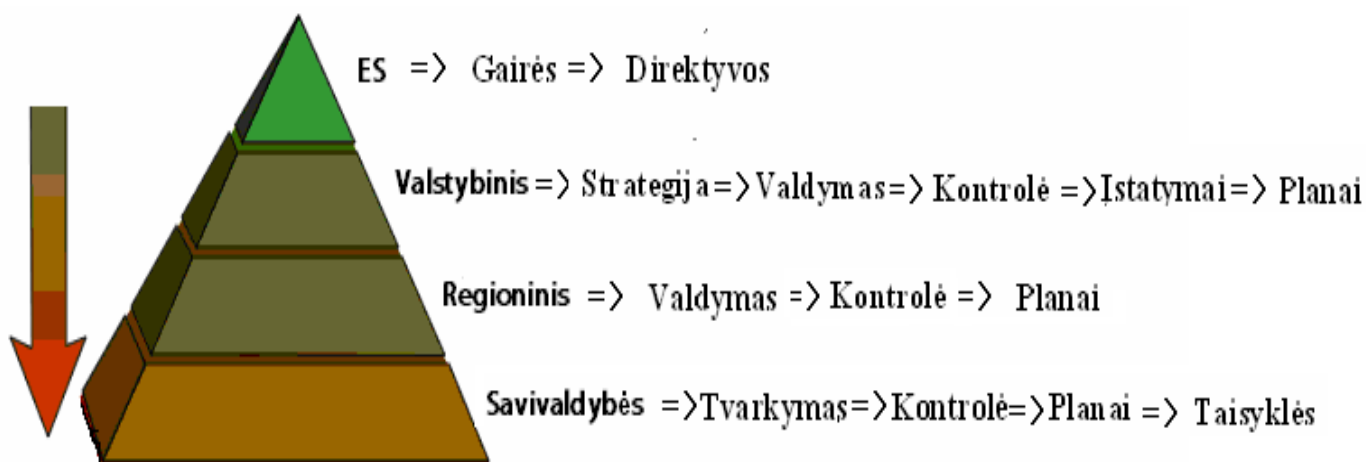 ES => Gairės => Direktyvos
Valstybinis => Strategija => Valdymas => Kontrolė => Įstatymai => Planai
Regioninis => Valdymas => Kontrolė => Planai
Savivaldybės => Tvarkymas => Kontrolė => Planai => Taisyklės